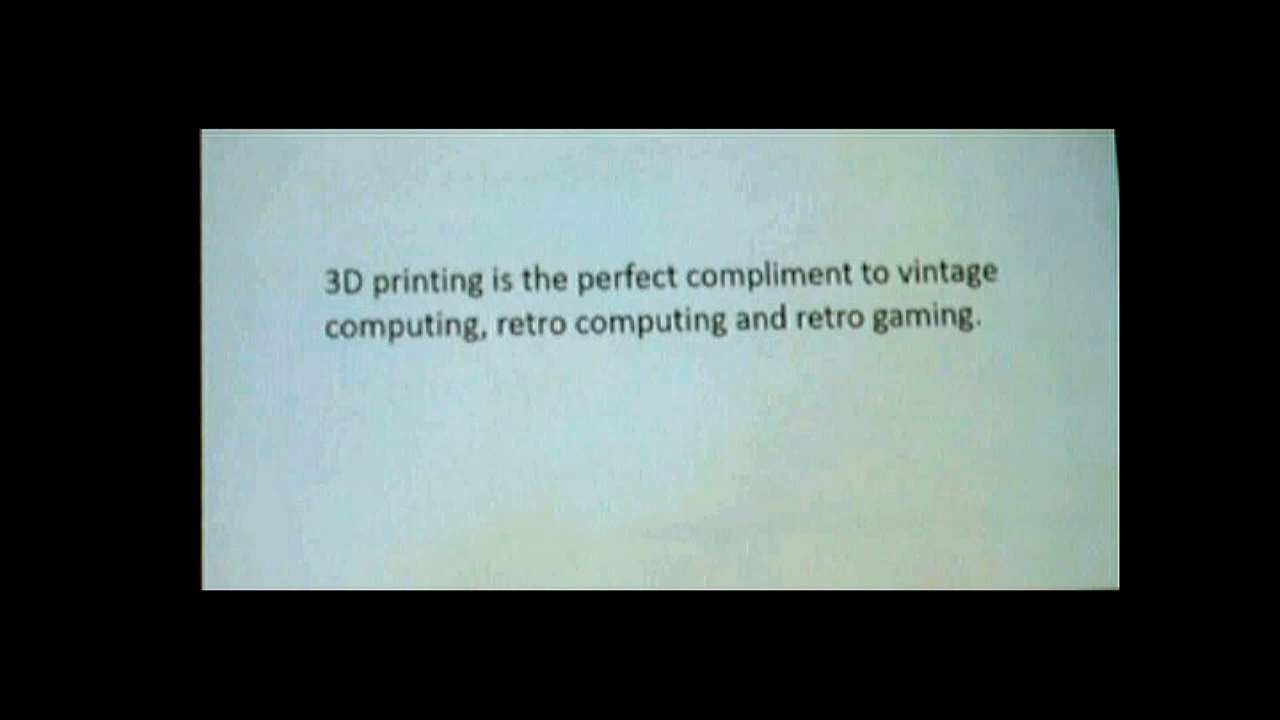 3D printing is the perfect compliment to vintage
computing, retro computing and retro gaming.